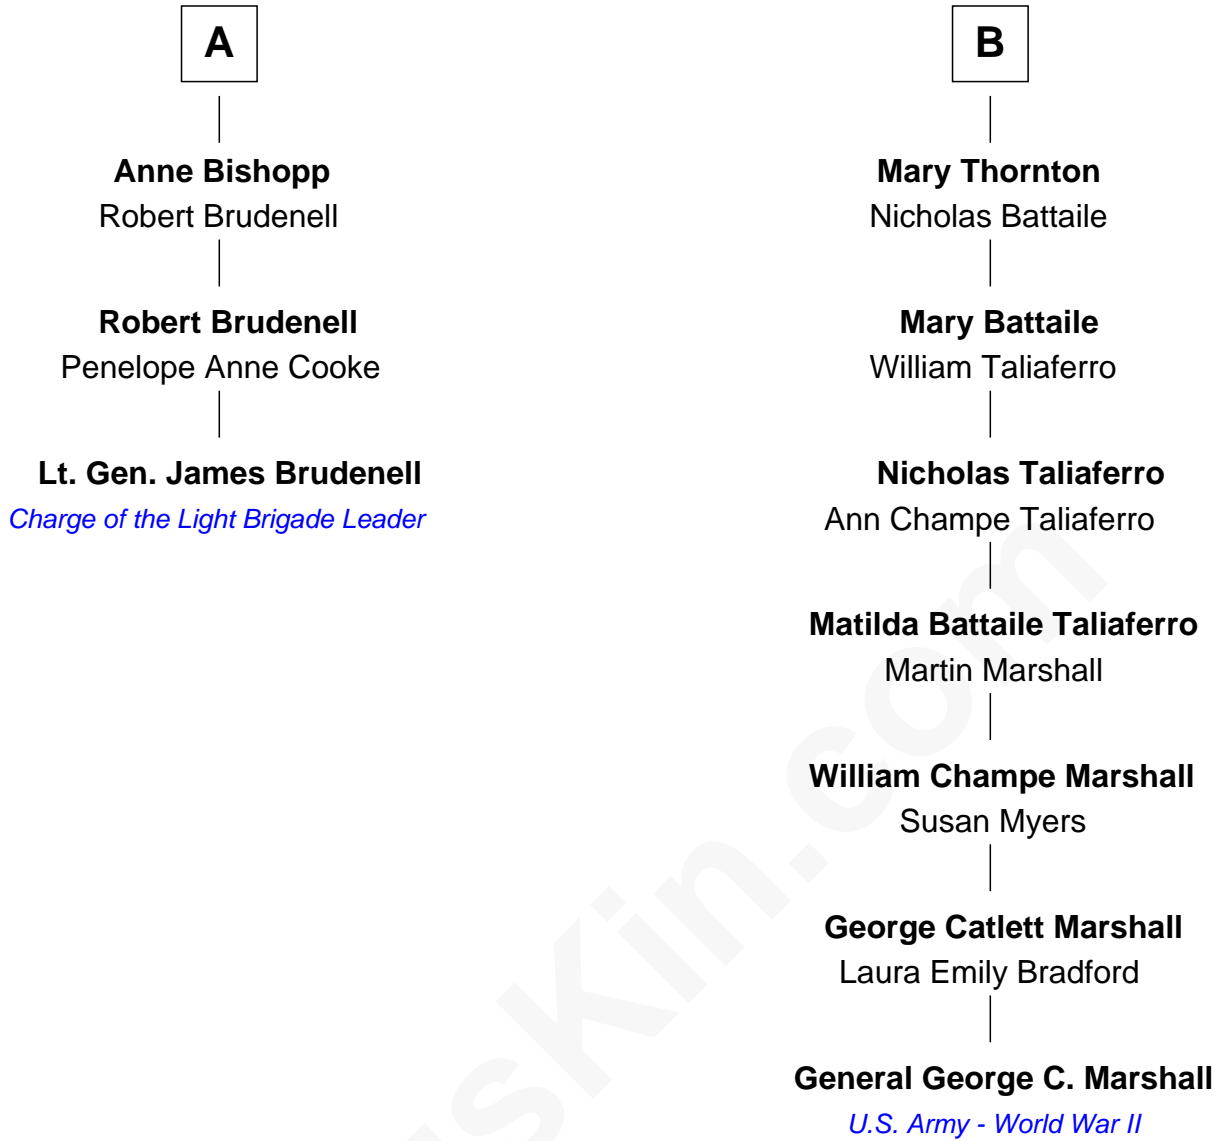 A
Anne Bishopp
Robert Brudenell
Robert Brudenell
Penelope Anne Cooke
Lt. Gen. James Brudenell
Charge of the Light Brigade Leader
B
Mary Thornton
Nicholas Battaile
Mary Battaile
William Taliaferro
Nicholas Taliaferro
Ann Champe Taliaferro
Matilda Battaile Taliaferro
Martin Marshall
William Champe Marshall
Susan Myers
George Catlett Marshall
Laura Emily Bradford
General George C. Marshall
U.S. Army - World War II
usKin.com